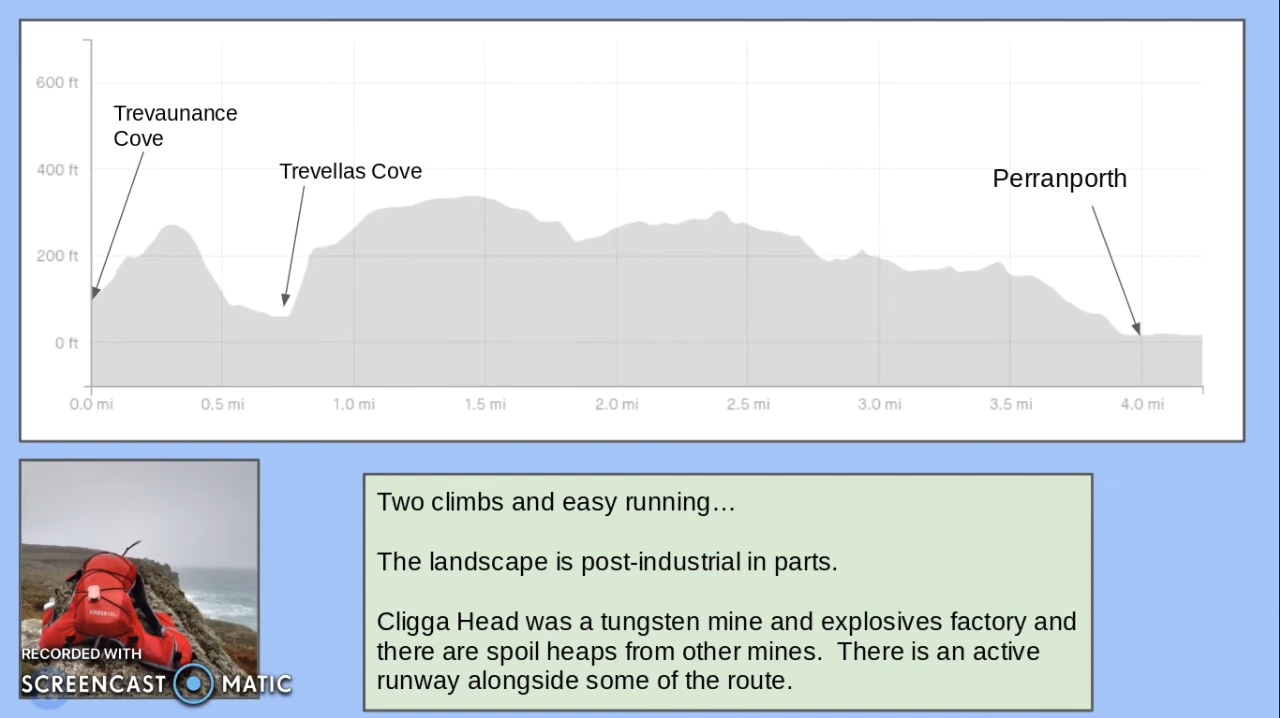 600 ft
Trevaunance
Cove
400 ft
Trevellas Cove
Perranporth
200 ft
0 ft
0.0 mi 0.5 mi 1.0 mi 1.5 mi 2.0 mi 2.5 mi 3.0 mi 3.5 mi 4.0 mi
Two climbs and easy running…
The landscape is post-industrial in parts.
Cligga Head was a tungsten mine and explosives factory and
there are spoil heaps from other mines.  There is an active
runway alongside some of the route.
RECORDED WITH
SCREENCAST MATIC